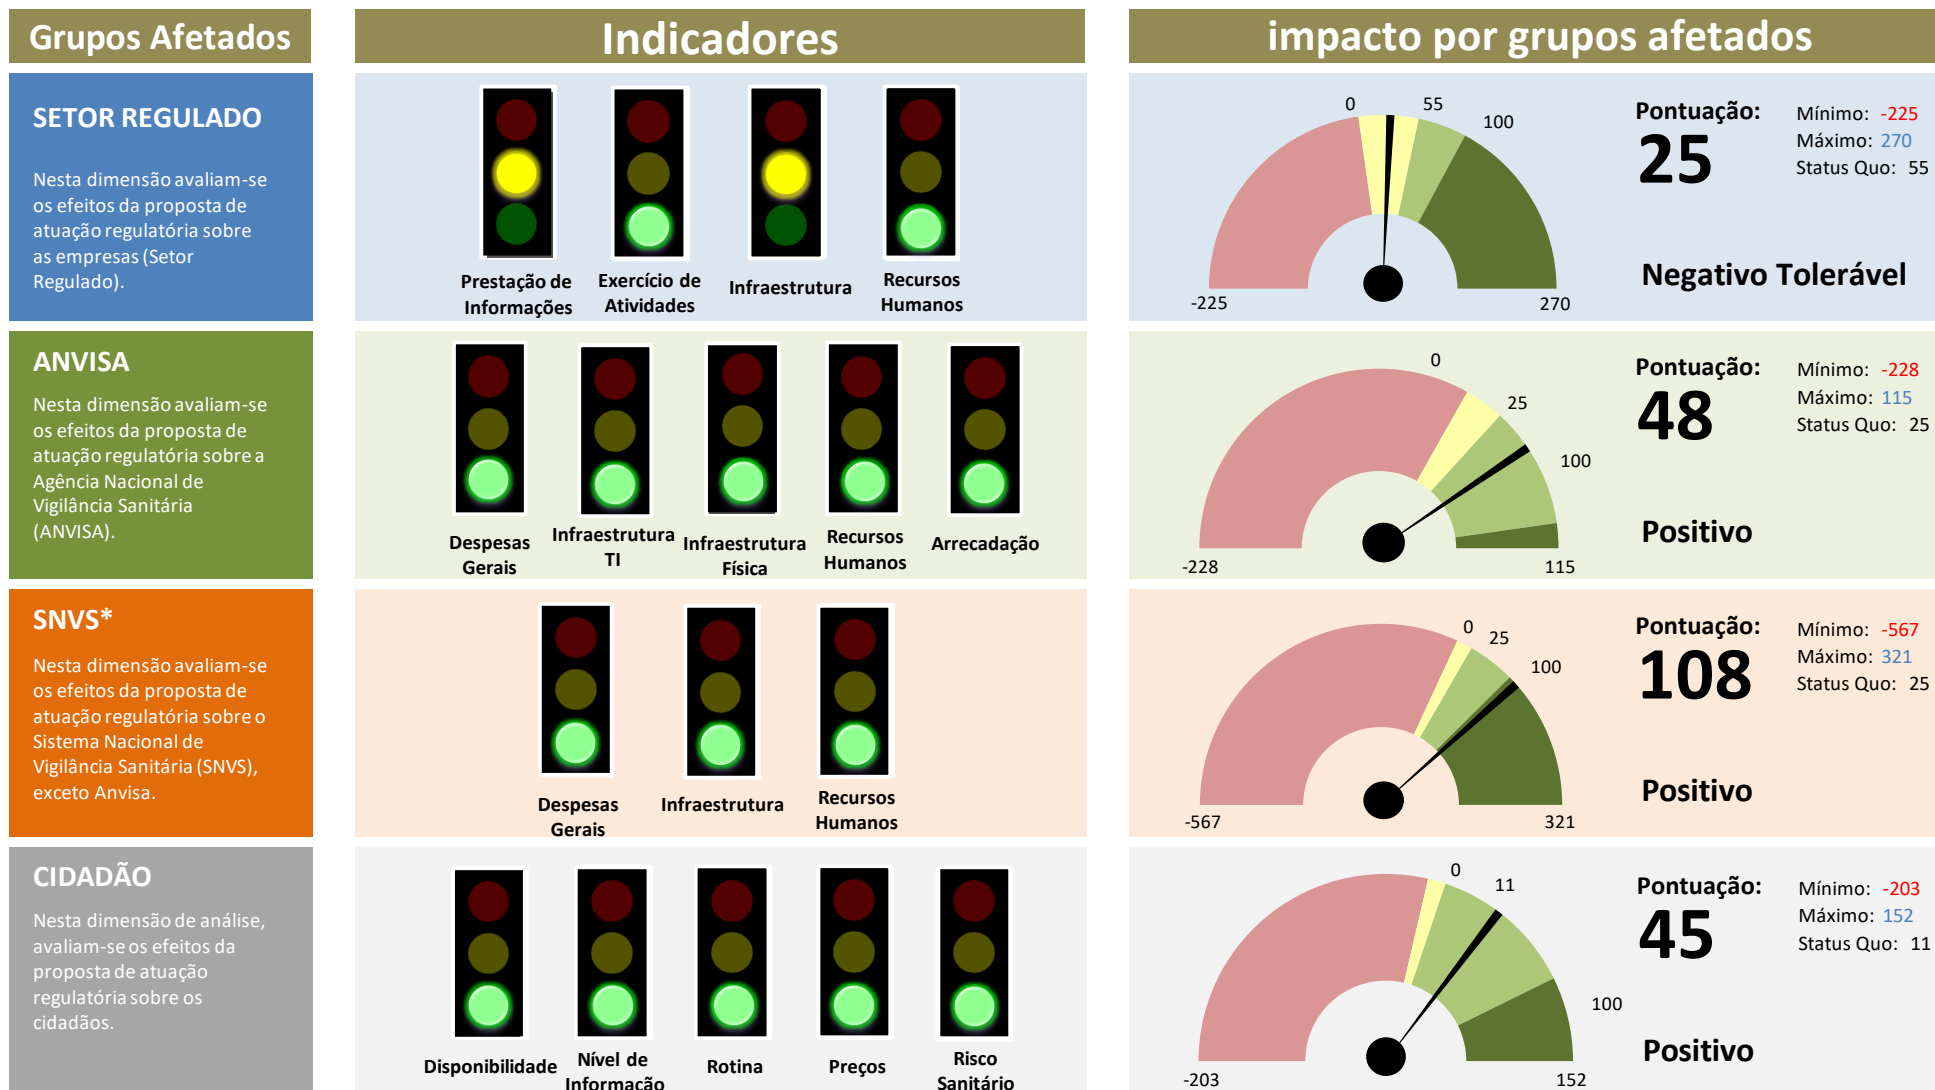 Grupos Afetados
Indicadores
impacto por grupos afetados
SETOR REGULADO
Nesta dimensão avaliam-se
os efeitos da proposta de
atuação regulatória sobre
as empresas (Setor
Regulado).
Prestação de
Informações
Exercício de
Atividades
Infraestrutura
Recursos
Humanos
0
55
100
-225
270
Pontuação:
25
Mínimo: -225
Máximo: 270
Status Quo: 55
Negativo Tolerável
ANVISA
Nesta dimensão avaliam-se
os efeitos da proposta de
atuação regulatória sobre a
Agência Nacional de
Vigilância Sanitária
(ANVISA).
Despesas
Gerais
Infraestrutura
TI
Infraestrutura
Física
Recursos
Humanos
Arrecadação
0
25
100
-228
115
Pontuação:
48
Mínimo: -228
Máximo: 115
Status Quo: 25
Positivo
SNVS*
Nesta dimensão avaliam-se
os efeitos da proposta de
atuação regulatória sobre o
Sistema Nacional de
Vigilância Sanitária (SNVS),
exceto Anvisa.
Despesas
Gerais
Infraestrutura
Recursos
Humanos
0
25
100
-567
321
Pontuação:
108
Mínimo: -567
Máximo: 321
Status Quo: 25
Positivo
CIDADÃO
Nesta dimensão de análise,
avaliam-se os efeitos da
proposta de atuação
regulatória sobre os
cidadãos.
Disponibilidade
Nível de
Informação
Rotina
Preços
Risco
Sanitário
0
11
100
-203
152
Pontuação:
45
Mínimo: -203
Máximo: 152
Status Quo: 11
Positivo